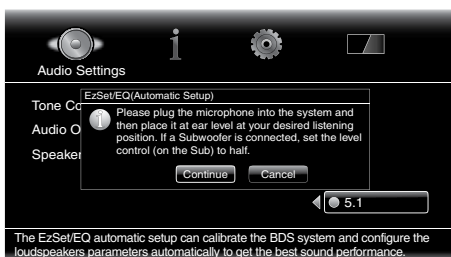 Audio Settings
EzSet/EQ(Automatic Setup)
Tone Co
Please plug the microphone into the system and
then place it at ear level at your desired listening
position. If a Subwoofer is connected, set the level
control (on the Sub) to half.
Audio O
Speaker
Continue Cancel
5.1
The EzSet/EQ automatic setup can calibrate the BDS system and configure the
loudspeakers parameters automatically to get the best sound performance.